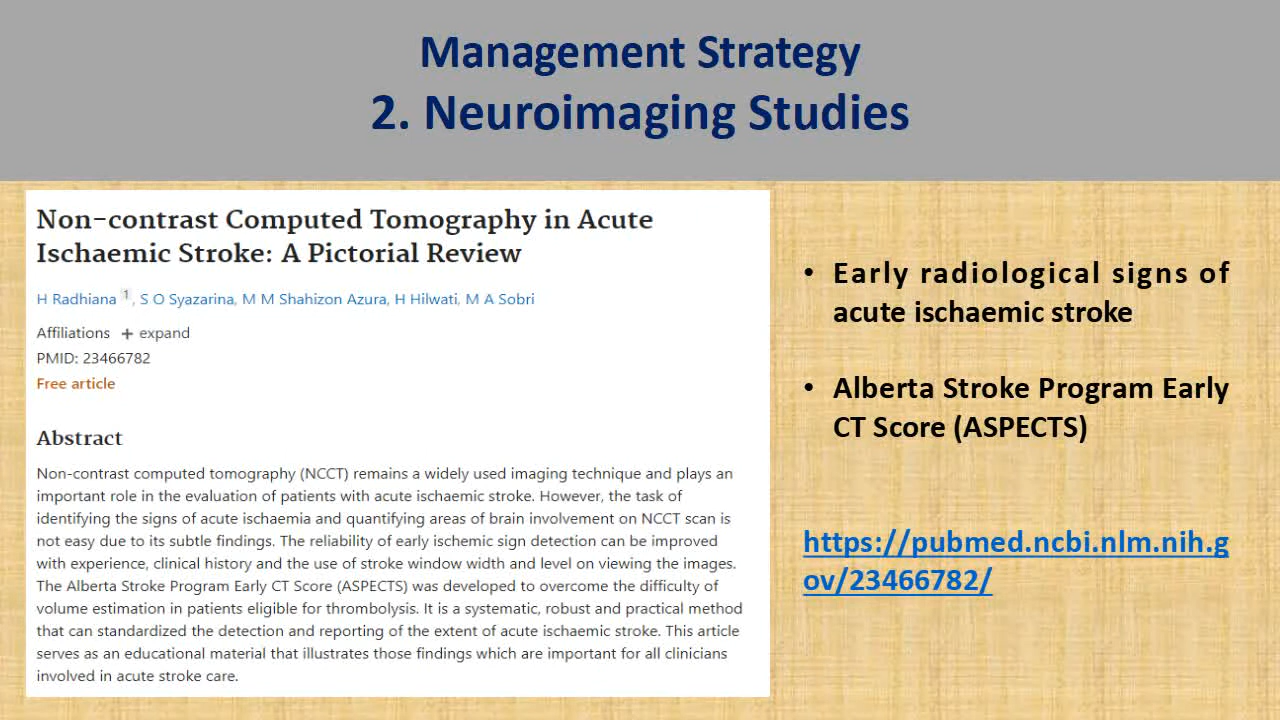 Management Strategy
2. Neuroimaging Studies
Non-contrast Computed Tomography in Acute
Ischaemic Stroke: A Pictorial Review
H Radhiana 1, S O Syazarina, M M Shahizon Azura, H Hilwati, M A Sobri
Affiliations + expand
PMID: 23466782
Free article
Abstract
Non-contrast computed tomography (NCCT) remains a widely used imaging technique and plays an
important role in the evaluation of patients with acute ischaemic stroke. However, the task of
identifying the signs of acute ischaemia and quantifying areas of brain involvement on NCCT scan is
not easy due to its subtle findings. The reliability of early ischemic sign detection can be improved
with experience, clinical history and the use of stroke window width and level on viewing the images.
The Alberta Stroke Program Early CT Score (ASPECTS) was developed to overcome the difficulty of
volume estimation in patients eligible for thrombolysis. It is a systematic, robust and practical method
that can standardized the detection and reporting of the extent of acute ischaemic stroke. This article
serves as an educational material that illustrates those findings which are important for all clinicians
involved in acute stroke care.
• Early radiological signs of
acute ischaemic stroke
• Alberta Stroke Program Early
CT Score (ASPECTS)
https://pubmed.ncbi.nlm.nih.g
ov/23466782/